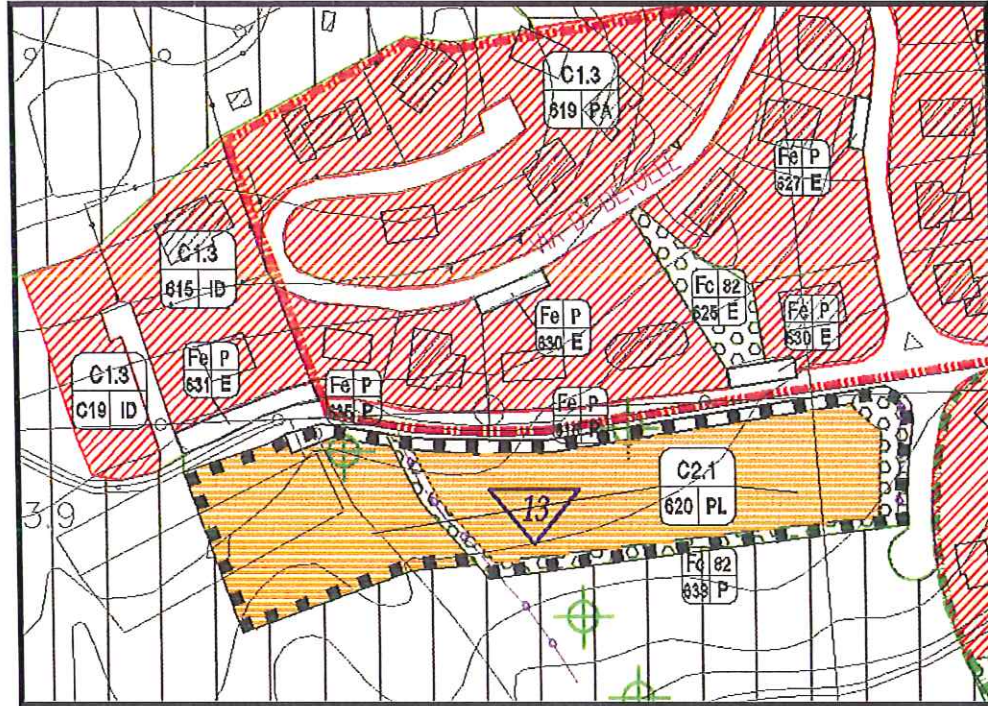 C1.3
619 PA
Fe P
627 E
C1.3
615 ID
Fc 82
625 E
Fe P
630 E
Fe P
630 E
C1.3
C19 ID
Fe P
631 E
Fe P
Fe P
3.9
13
C2.1
620 PL
Fc 82
633 P